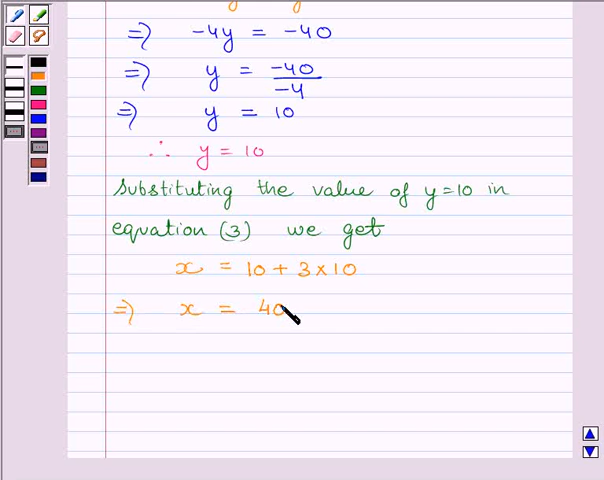 ⇒ -4y = -40
⇒ y = -40/-4
⇒ y = 10
∴ y = 10
Substituting the value of y=10 in
equation (3) we get
x = 10 + 3×10
⇒ x = 40